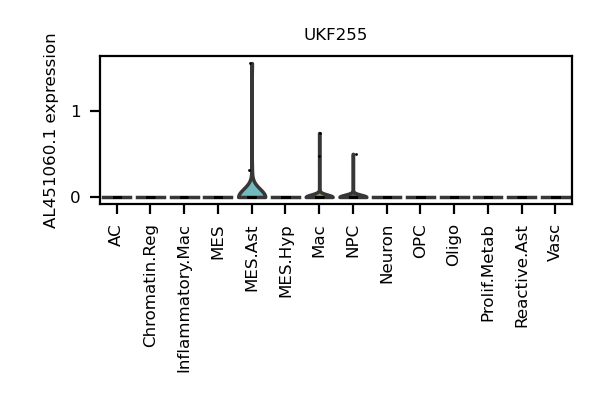 UKF255
AL451060.1 expression
1
0
AC
Chromatin.Reg
Inflammatory.Mac
MES
MES.Ast
MES.Hyp
Mac
NPC
Neuron
OPC
Oligo
Prolif.Metab
Reactive.Ast
Vasc